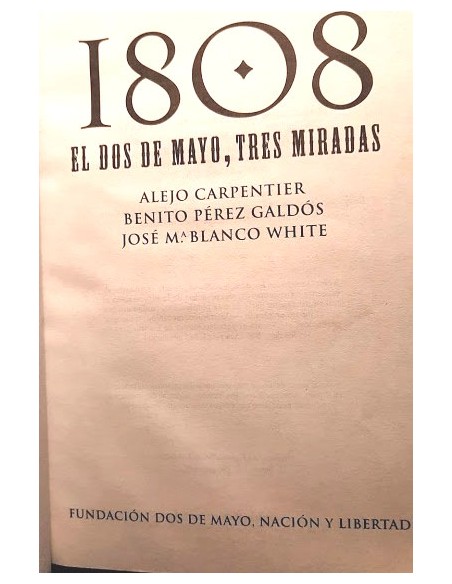 1808
EL DOS DE MAYO, TRES MIRADAS
ALEJO CARPENTIER
BENITO PÉREZ GALDÓS
JOSÉ M.ª BLANCO WHITE
FUNDACIÓN DOS DE MAYO, NACIÓN Y LIBERTAD